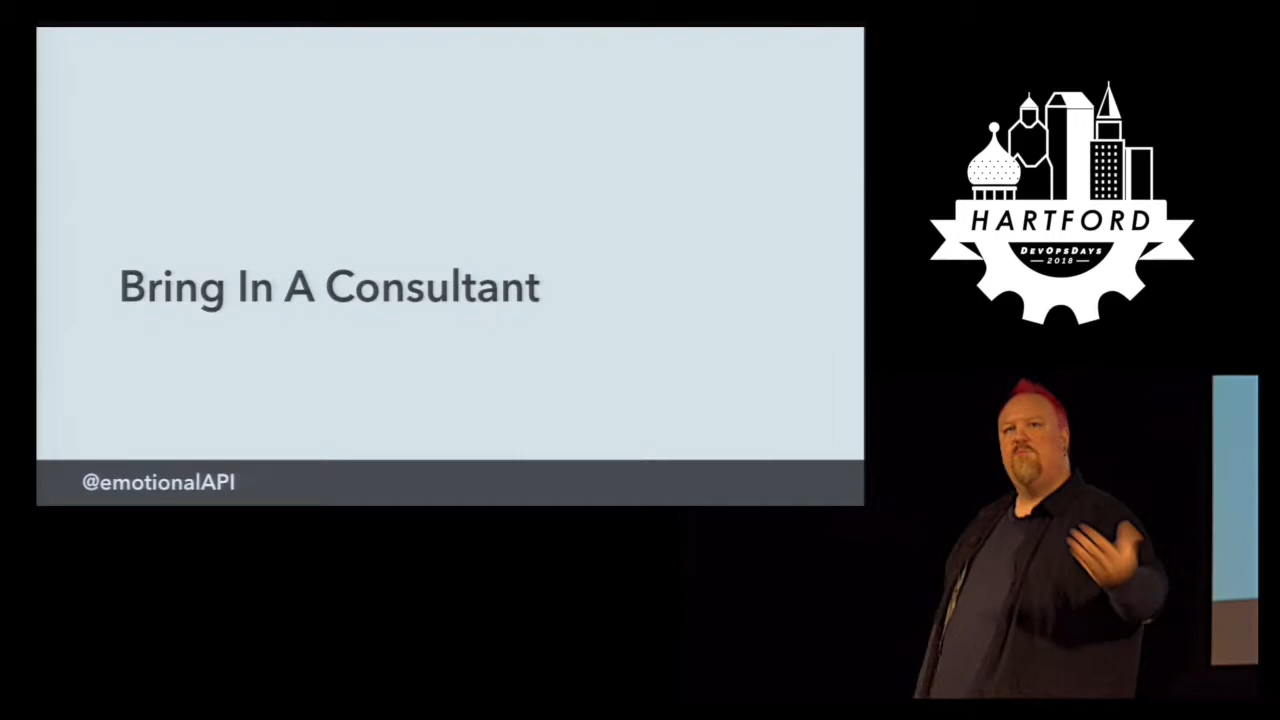 Bring In A Consultant
@emotionalAPI
HARTFORD
DEVOPSDAYS
2018